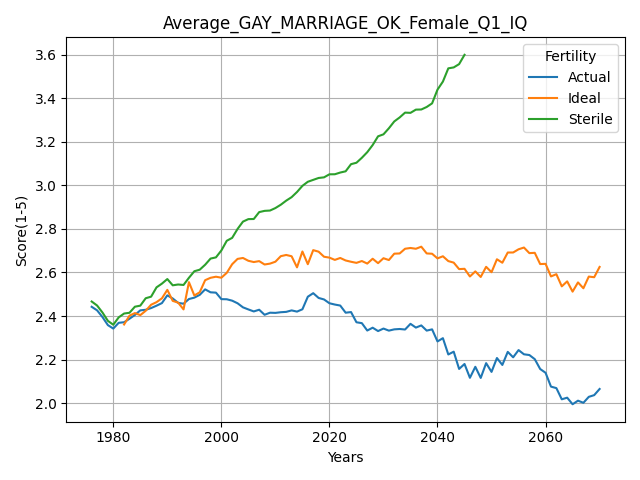 Average_GAY_MARRIAGE_OK_Female_Q1_IQ
Fertility
Actual
Ideal
Sterile
3.6
3.4
3.2
3.0
2.8
2.6
2.4
2.2
2.0
Score(1-5)
1980 2000 2020 2040 2060
Years